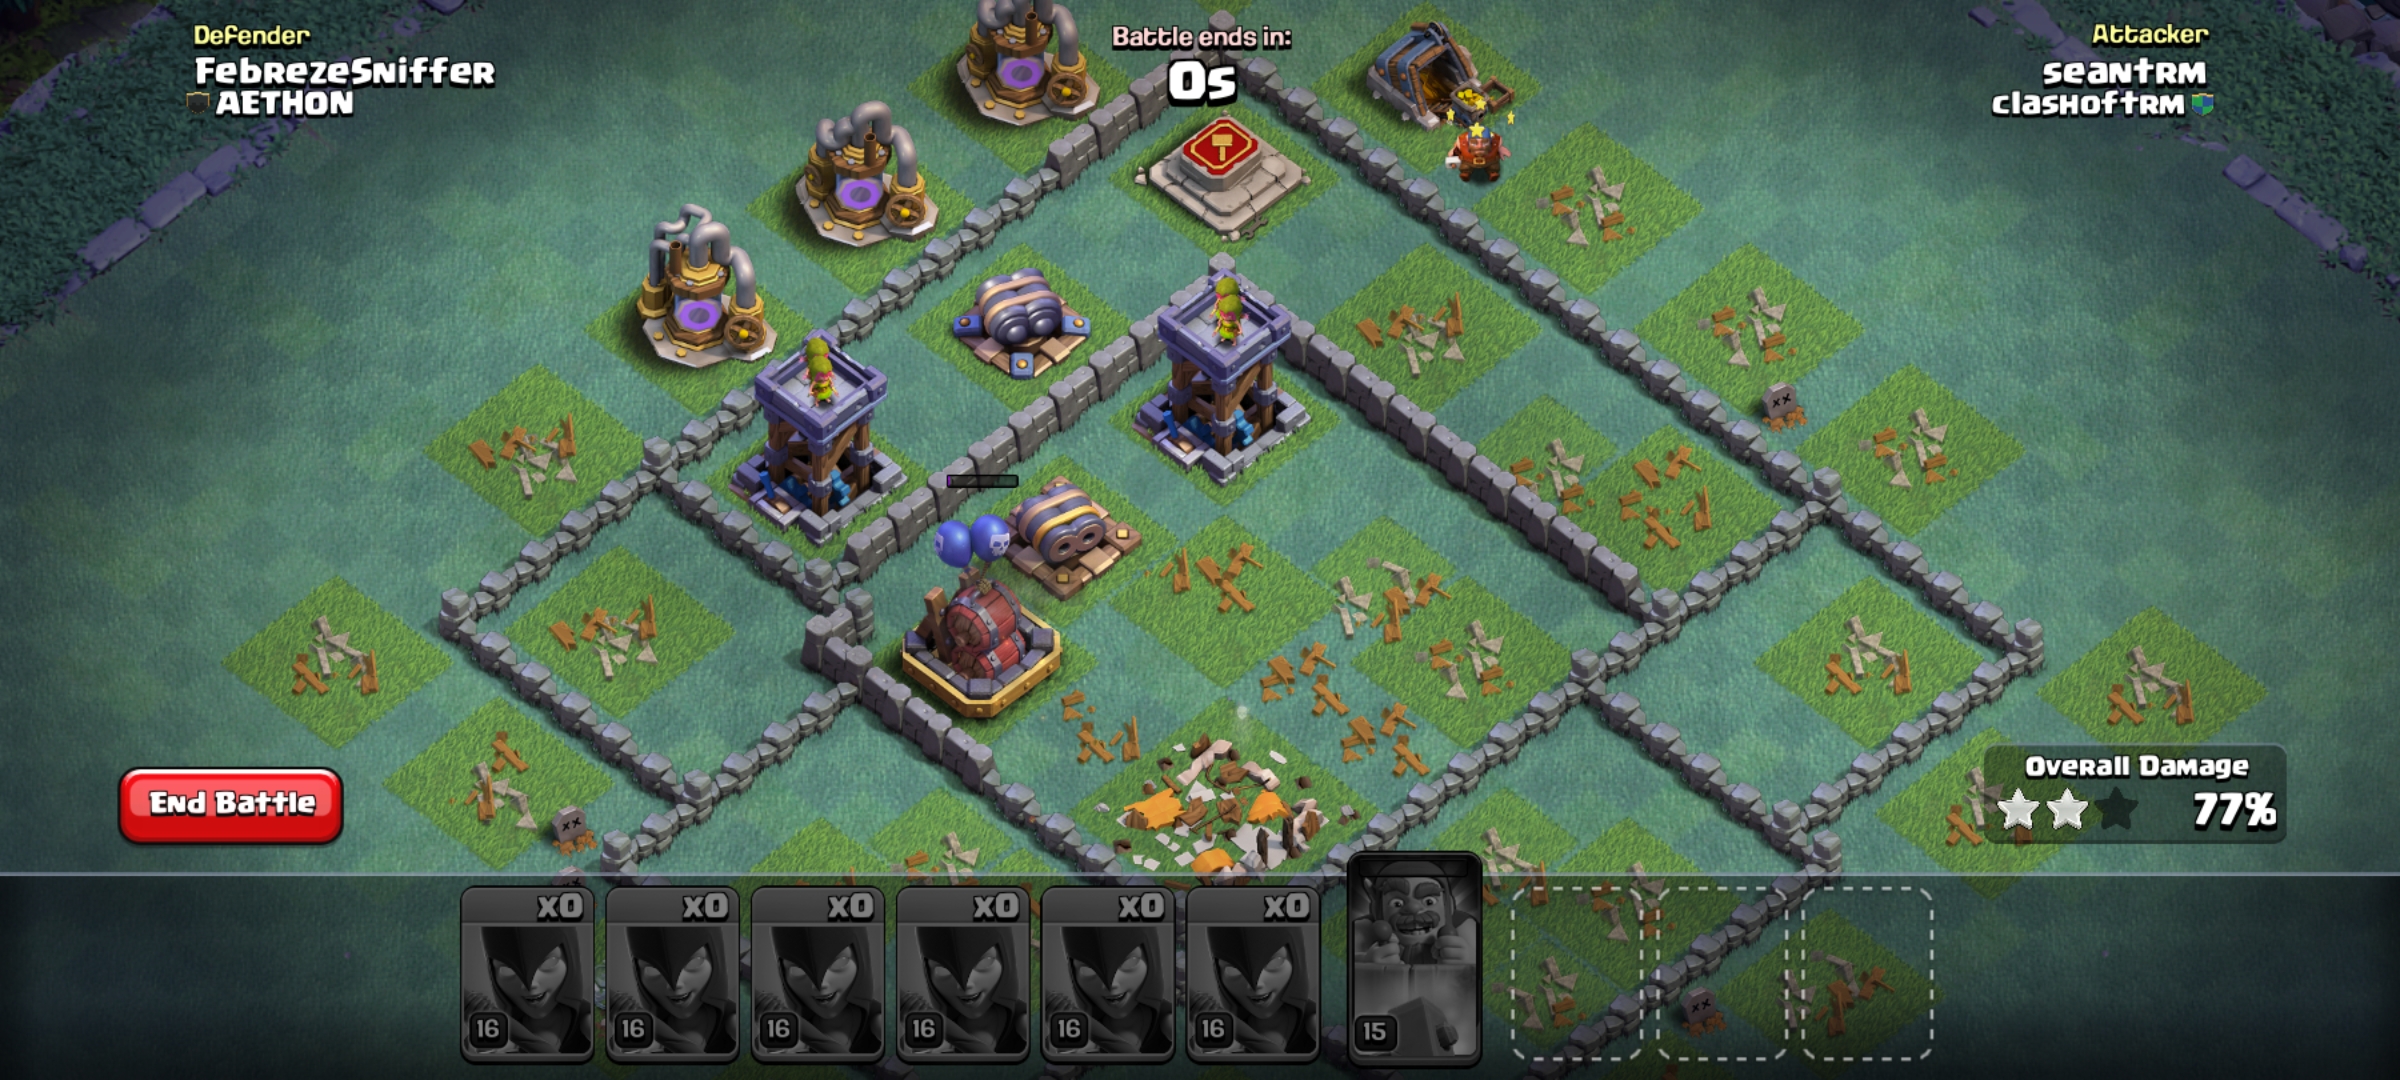 Defender
FebrezeSniffer
AETHON
Battle ends in:
0s
Attacker
seantRM
clashoftRM
End Battle
Overall Damage
77%
x0 x0 x0 x0 x0 x0
16 16 16 16 16 16 15